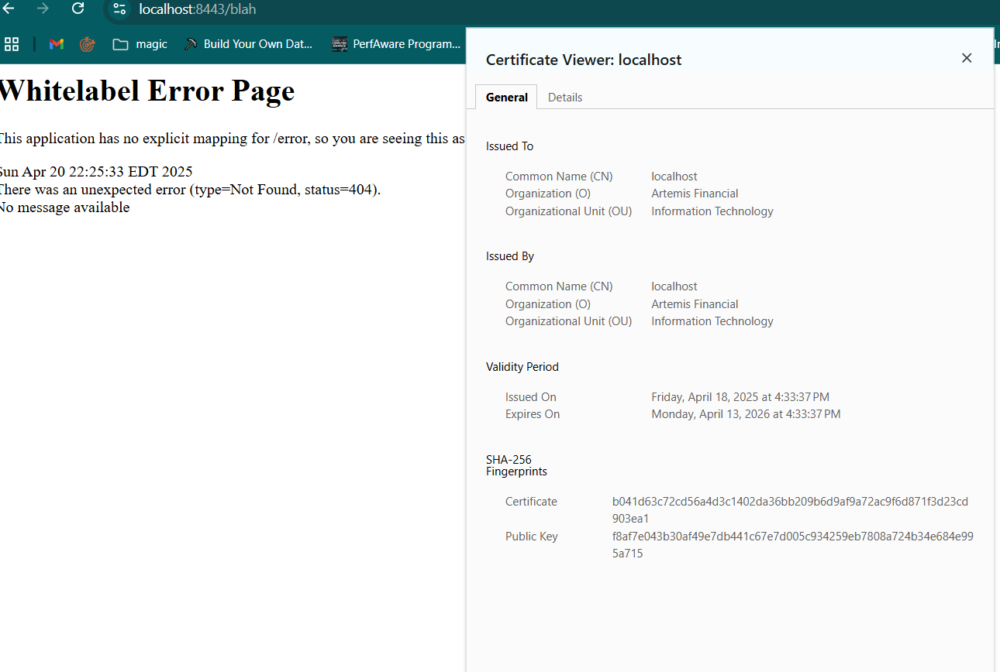 localhost:8443/blah
magic
Build Your Own Dat...
PerfAware Program...
Whitelabel Error Page
This application has no explicit mapping for /error, so you are seeing this as
Sun Apr 20 22:25:33 EDT 2025
There was an unexpected error (type=Not Found, status=404).
No message available
Certificate Viewer: localhost
General Details
Issued To
Common Name (CN) localhost
Organization (O) Artemis Financial
Organizational Unit (OU) Information Technology
Issued By
Common Name (CN) localhost
Organization (O) Artemis Financial
Organizational Unit (OU) Information Technology
Validity Period
Issued On Friday, April 18, 2025 at 4:33:37 PM
Expires On Monday, April 13, 2026 at 4:33:37 PM
SHA-256
Fingerprints
Certificate b041d63c72cd56a4d3c1402da36bb209b6d9af9a72ac9f6d871f3d23cd
903ea1
Public Key f8af7e043b30af49e7db441c67e7d005c934259eb7808a724b34e684e99
5a715